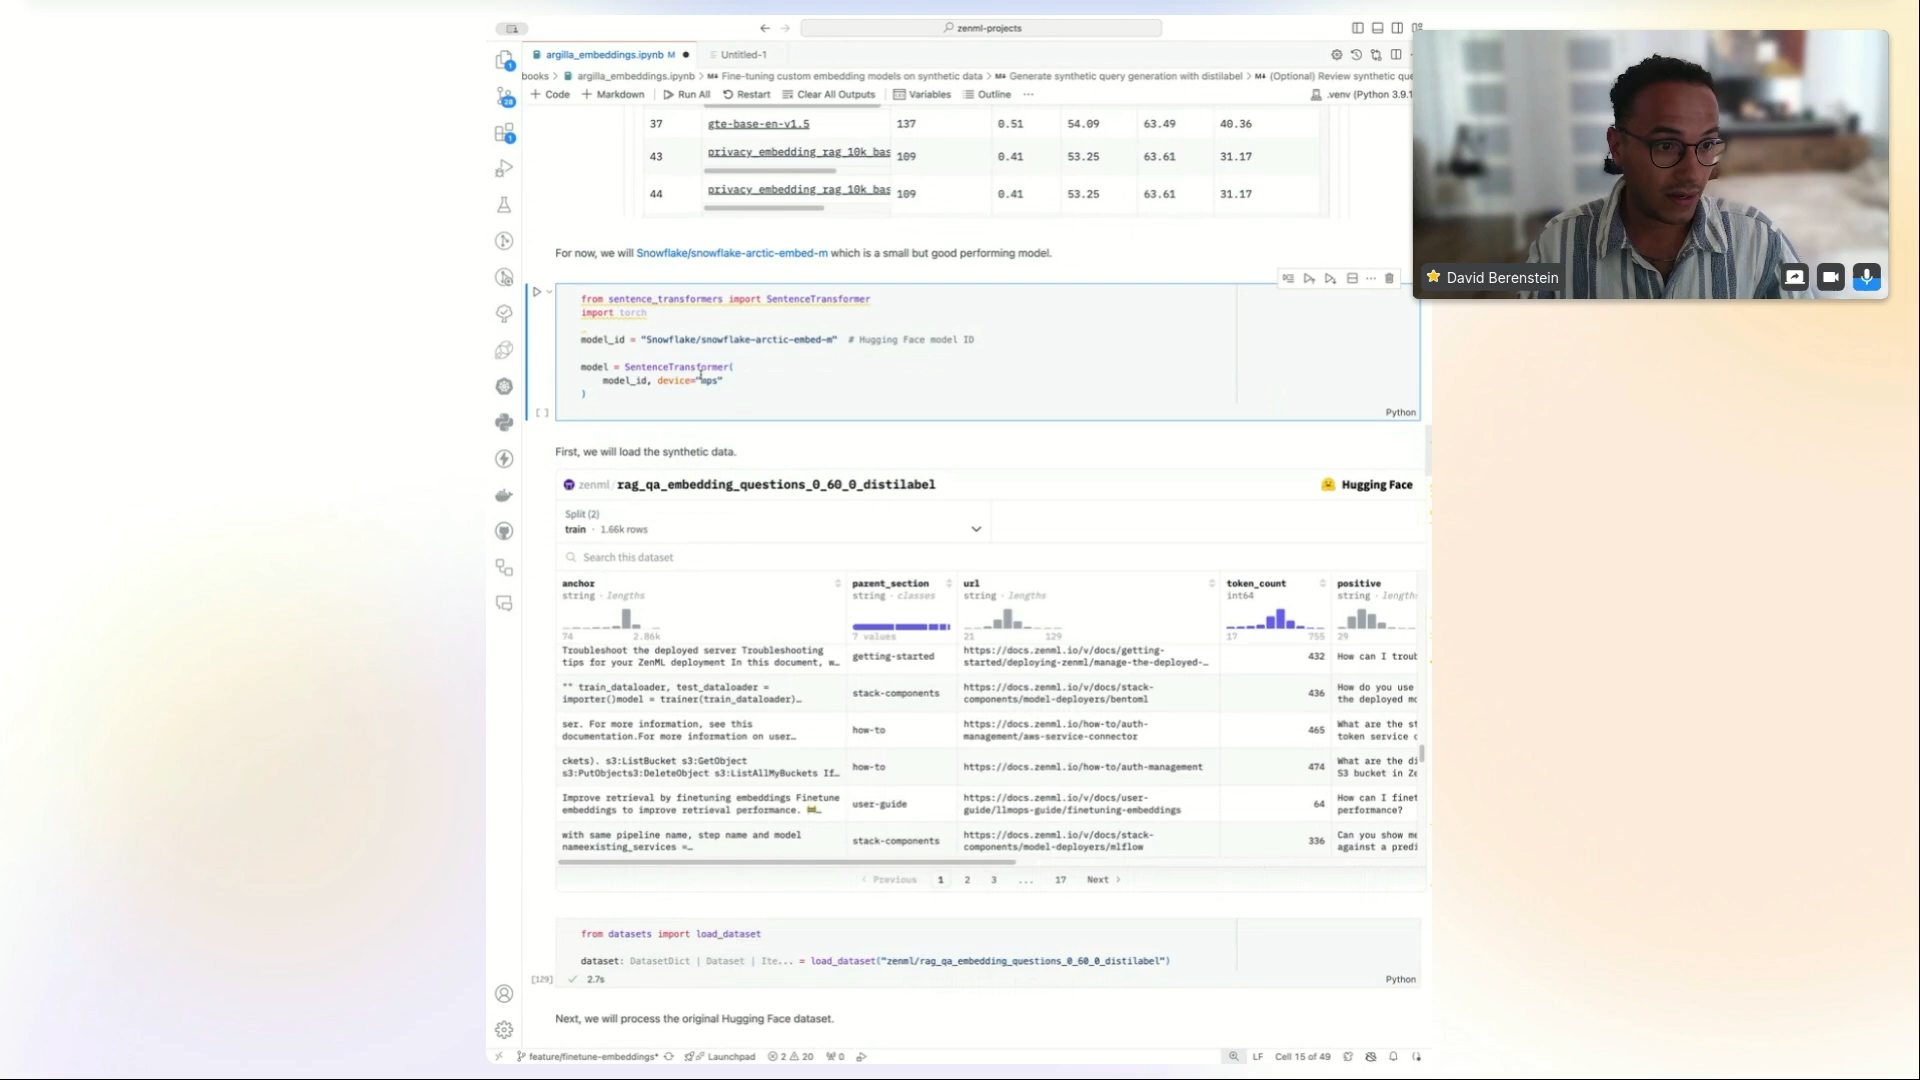 zenml-projects
argilla_embeddings.ipynb M
Untitled-1
books > argilla_embeddings.ipynb > M↓ Fine-tuning custom embedding models on synthetic data > M↓ Generate synthetic query generation with distilabel > M↓ (Optional) Review synthetic que
+ Code + Markdown Run All Restart Clear All Outputs Variables Outline ... .venv (Python 3.9.1
37 gte-base-en-v1.5 137 0.51 54.09 63.49 40.36
43 privacy_embedding_rag_10k_bas 109 0.41 53.25 63.61 31.17
44 privacy_embedding_rag_10k_bas 109 0.41 53.25 63.61 31.17
For now, we will Snowflake/snowflake-arctic-embed-m which is a small but good performing model.
from sentence_transformers import SentenceTransformer
import torch
model_id = "Snowflake/snowflake-arctic-embed-m" # Hugging Face model ID
model = SentenceTransformer(
model_id, device="mps"
)
[ ]
Python
David Berenstein
First, we will load the synthetic data.
zenml/rag_qa_embedding_questions_0_60_0_distilabel
Hugging Face
Split (2)
train · 1.66k rows
Search this dataset
anchor parent_section url token_count positive
string · lengths string · classes string · lengths int64 string · length
74 2.86k 7 values 21 129 17 755 29
Troubleshoot the deployed server Troubleshooting
tips for your ZenML deployment In this document, w…
getting-started
https://docs.zenml.io/v/docs/getting-
started/deploying-zenml/manage-the-deployed-…
432
How can I trout
"" train_dataloader, test_dataloader =
importer()model = trainer(train_dataloader)…
stack-components
https://docs.zenml.io/v/docs/stack-
components/model-deployers/bentoml
436
How do you use
the deployed mo
ser. For more information, see this
documentation.For more information on user…
how-to
https://docs.zenml.io/how-to/auth-
management/aws-service-connector
465
What are the st
token service c
ckets). s3:ListBucket s3:GetObject
s3:PutObjects3:DeleteObject s3:ListAllMyBuckets If…
how-to
https://docs.zenml.io/how-to/auth-management
474
What are the di
S3 bucket in Ze
Improve retrieval by finetuning embeddings Finetune
embeddings to improve retrieval performance. 🚧…
user-guide
https://docs.zenml.io/v/docs/user-
guide/llmops-guide/finetuning-embeddings
64
How can I finet
performance?
with same pipeline name, step name and model
nameexisting_services =…
stack-components
https://docs.zenml.io/v/docs/stack-
components/model-deployers/mlflow
336
Can you show me
against a predi
< Previous 1 2 3 ... 17 Next >
from datasets import load_dataset
dataset: DatasetDict | Dataset | Ite... = load_dataset("zenml/rag_qa_embedding_questions_0_60_0_distilabel")
[129] ✓ 2.7s
Python
Next, we will process the original Hugging Face dataset.
feature/finetune-embeddings* Launchpad 2 20 0 LF Cell 15 of 49